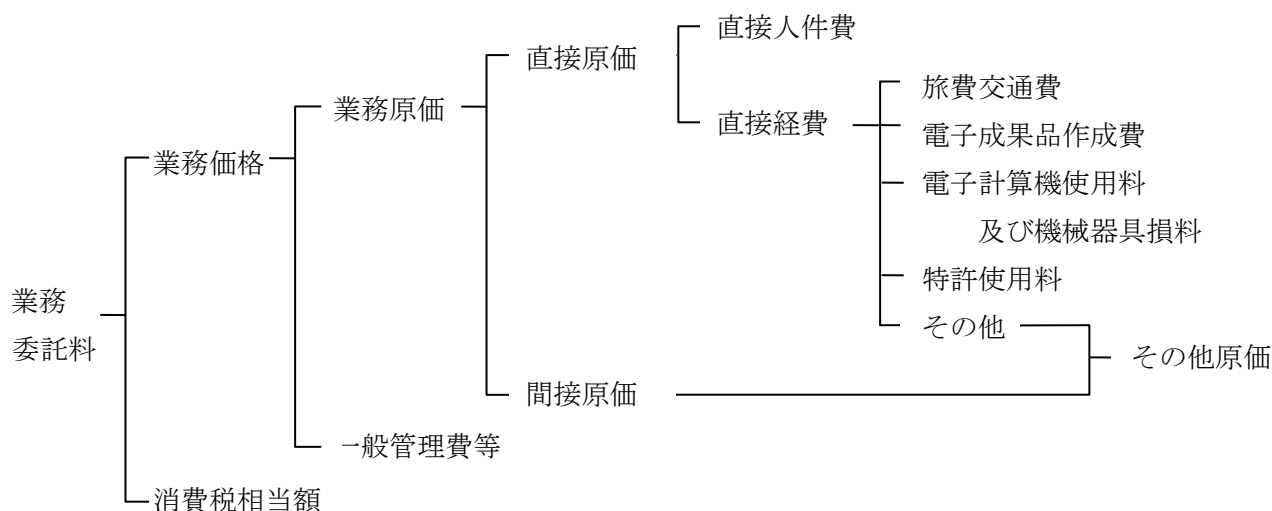 直接人件費
直接原価
旅費交通費
業務原価
直接経費
電子成果品作成費
業務価格
電子計算機使用料
及び機械器具損料
特許使用料
業務
委託料
その他
その他原価
間接原価
一般管理費等
消費税相当額